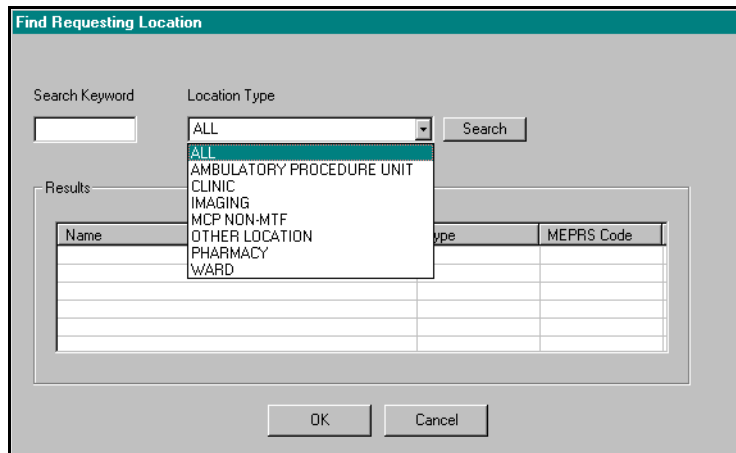 Find Requesting Location
Search Keyword Location Type
ALL Search
ALL
AMBULATORY PROCEDURE UNIT
CLINIC
IMAGING
MCP NON-MTF
OTHER LOCATION
PHARMACY
WARD
Results
Name ype MEPRS Code
OK Cancel